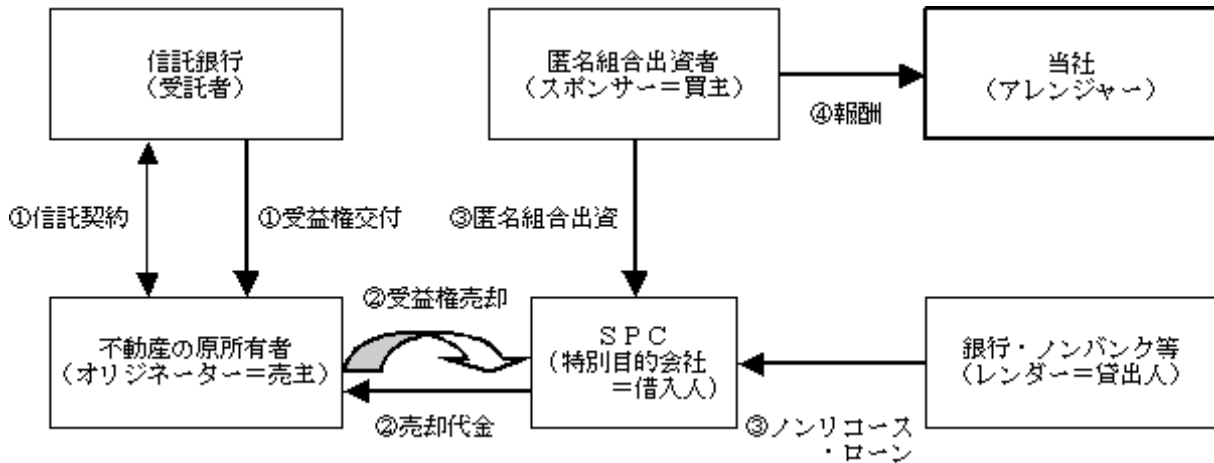 信託銀行
(受託者)
匿名組合出資者
(スポンサー＝買主)
当社
(アレンジャー)
④報酬
①信託契約
①受益権交付
③匿名組合出資
②受益権売却
不動産の原所有者
(オリジネーター＝売主)
ＳＰＣ
(特別目的会社
＝借入人)
銀行・ノンバンク等
(レンダー＝貸出人)
②売却代金
③ノンリコース
・ローン